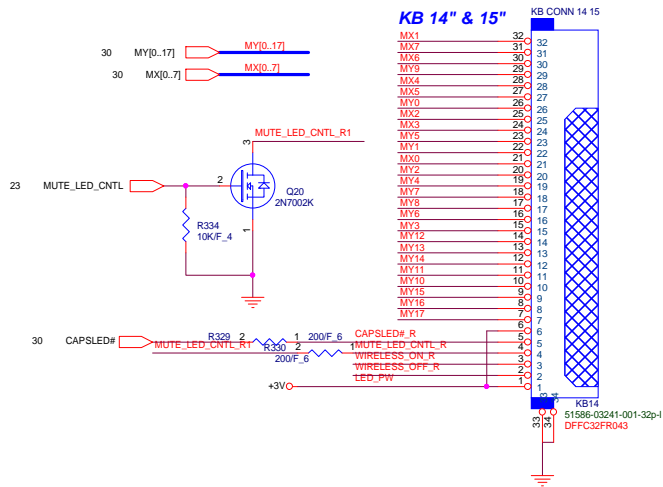 KB 14" & 15"
KB CONN 14 15
30 MY[0..17] MY[0..17]
30 MX[0..7] MX[0..7]
MX1 32 32
MX7 31 31
MX6 30 30
MY9 29 29
MX4 28 28
MX5 27 27
MY0 26 26
MX2 25 25
MX3 24 24
MY5 23 23
MY1 22 22
MX0 21 21
MY2 20 20
MY4 19 19
MY7 18 18
MY8 17 17
MY6 16 16
MY3 15 15
MY12 14 14
MY13 13 13
MY14 12 12
MY11 11 11
MY10 10 10
MY15 9 9
MY16 8 8
MY17 7 7
6 6
CAPSLED#_R 5 5
MUTE_LED_CNTL_R 4 4
WIRELESS_ON_R 3 3
WIRELESS_OFF_R 2 2
LED_PW 1 1
MUTE_LED_CNTL_R1
3
23 MUTE_LED_CNTL 2
Q20
2N7002K
1
R334
10K/F_4
30 CAPSLED# R329 2 1 200/F_6
MUTE_LED_CNTL_R1 R330 2 1
200/F_6
+3V
33 34
KB14
51586-03241-001-32p-l
DFFC32FR043
33 34